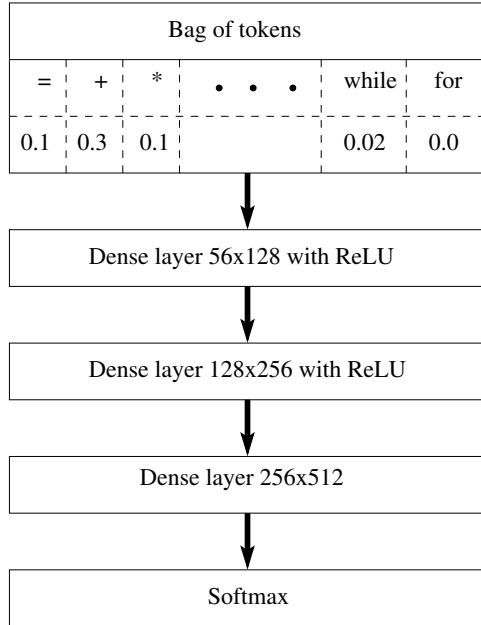 Bag of tokens
= + * . . . while for
0.1 0.3 0.1 0.02 0.0
Dense layer 56x128 with ReLU
Dense layer 128x256 with ReLU
Dense layer 256x512
Softmax